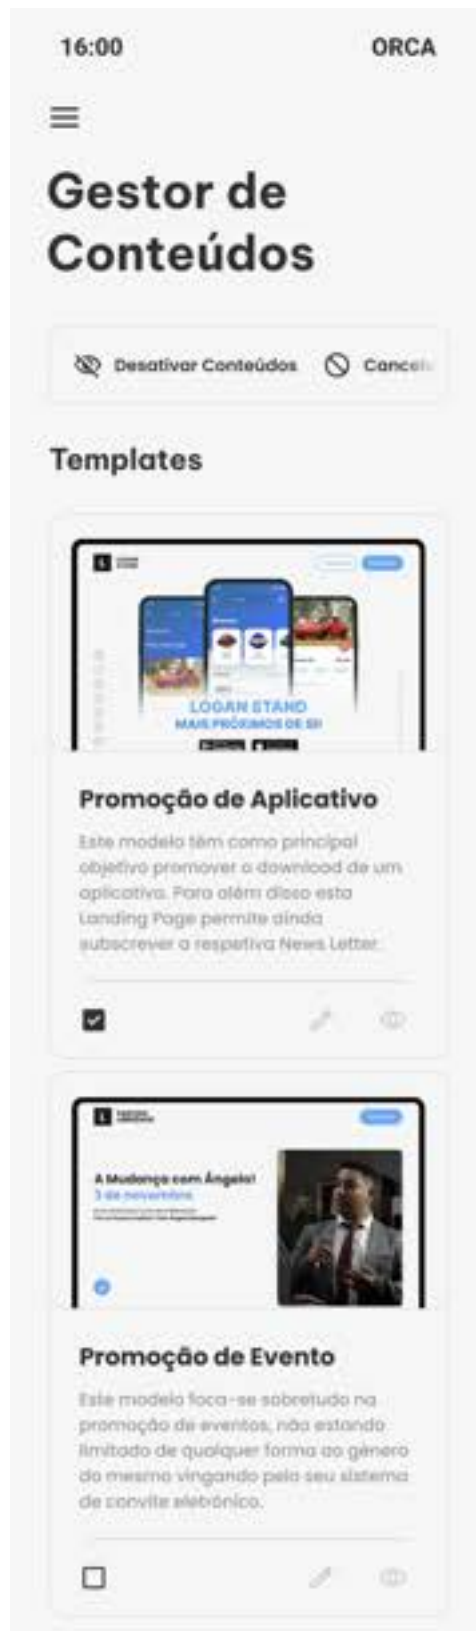 16:00 ORCA
Gestor de
Conteúdos
Desativar Conteúdos Cancel
Templates
LOGAN STAND
MAIS PRÓXIMOS DE SI!
Promoção de Aplicativo
Este modelo têm como principal
objetivo promover o download de um
aplicativo. Para além disso esta
Landing Page permite ainda
subscrever a respetiva News Letter.
A Mudança com Ângelo!
3 de novembro
Promoção de Evento
Este modelo foca-se sobretudo na
promoção de eventos, não estando
limitado de qualquer forma ao género
do mesmo vingando pelo seu sistema
de convite eletrónico.